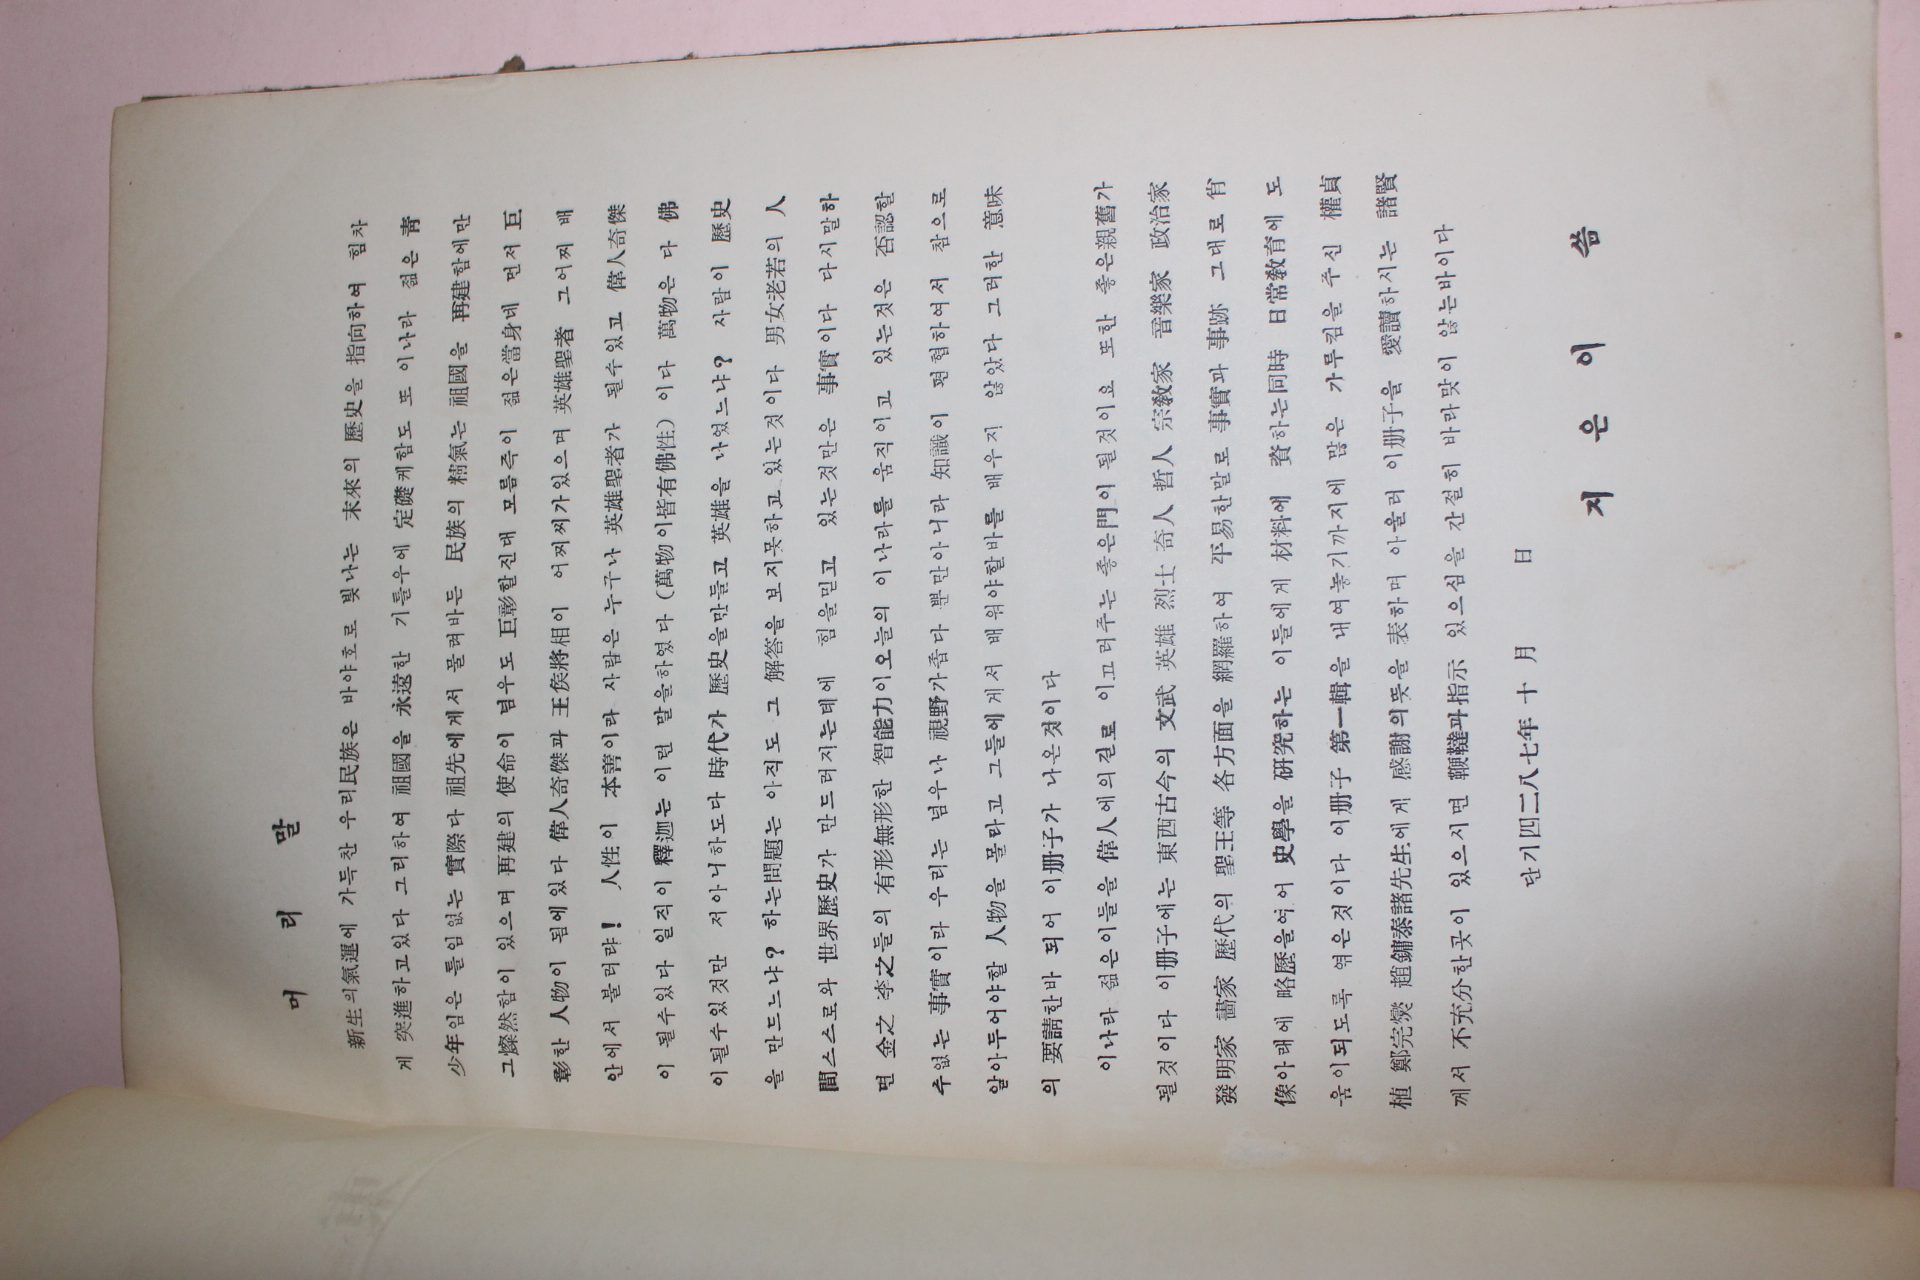 머 리 말
新生의氣運에 가득찬 우리民族은 바야흐로 빛나는 末來의 歷史을 指向하여 힘차
게 突進하고있다 그리하여 祖國을 永遠한 기틀우에 定礎케함도 또 이나라 젊은 靑
少年임은 틀임없는 實際다 祖先에게서 물려바든 民族의 精氣는 祖國을 再建함에만
그燦然함이 있으며 再建의 使命이 넘우도 巨彰할진대 모름즉이 젊은當身네 먼저 巨
彰한 人物이 됨에있다 偉人奇傑과 王侯將相이 어찌찌가있으며 英雄聖者 그어찌 배
안에서 불러랴! 人性이 本善이라 사람은 누구나 英雄聖者가 될수있고 偉人奇傑
이 될수있다 일직이 釋迦는 이런 말을하였다 (萬物이皆有佛性) 이다 萬物은 다 佛
이될수있것만 저아니하도다 時代가 歷史을만들고 英雄을 나었느냐? 사람이 歷史
을 만드느냐? 하는問題는 아직도 그 解答을 보지못하고있는것이다 男女老若의 人
間스스로와 世界歷史가 만드러지는데에 힘을믿고 있는것만은 事實이다 다시말하
면 金之 李之들의 有形無形한 智能力이오늘의 이나라를 움직이고 있는것은 否認할
수없는 事實이라 우리는 넘우나 視野가좁다 뿐만아니라 知識이 편협하여서 참으로
알아두어야할 人物을 몰라고 그들에게서 배워야할바를 배우지 않았다 그러한 意味
의 要請한바 되어 이册子가 나온것이다
이나라 젊은이들을 偉人에의길로 이끄러주는 좋은門이 될것이요 또한 좋은親舊가
될것이다 이册子에는 東西古今의 文武 英雄 烈士 奇人 哲人 宗敎家 音樂家 政治家
發明家 畵家 歷代의 聖王等 各方面을 網羅하여 平易한말로 事實과 事跡 그대로 肖
像아래에 略歷을여어 史學을 硏究하는 이들에게 材料에 資하는同時 日常敎育에 도
움이되도록 엮은것이다 이册子 第一輯을 내여놓기까지에 많은 가무킴을 주신 權貞
植 鄭完燮 趙鏞泰諸先生에게 感謝의뜻을 表하며 아울러 이册子을 愛讀하시는 諸賢
께서 不充分한곳이 있으시면 鞭韃과指示 있으심을 간절히 바라맞이 않는바이다
단기四二八七年 十 月 日
지 은 이 씀